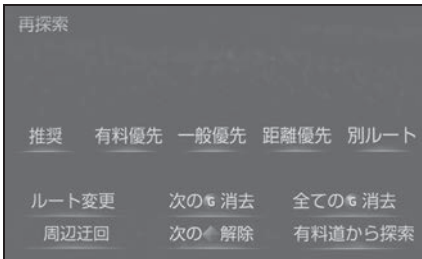 再探索
推奨 有料優先 一般優先 距離優先 別ルート
ルート変更 次のG消去 全てのG消去
周辺迂回 次の◆解除 有料道から探索